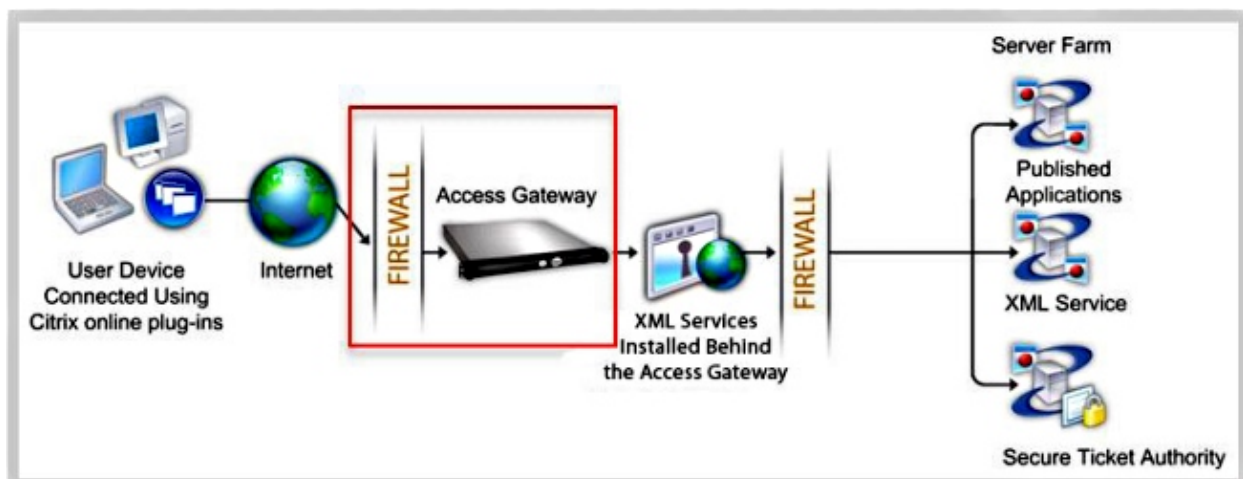 Server Farm
Published
Applications
XML Service
Secure Ticket Authority
FIREWALL
Access Gateway
FIREWALL
User Device
Connected Using
Citrix online plug-ins
Internet
XML Services
Installed Behind
the Access Gateway